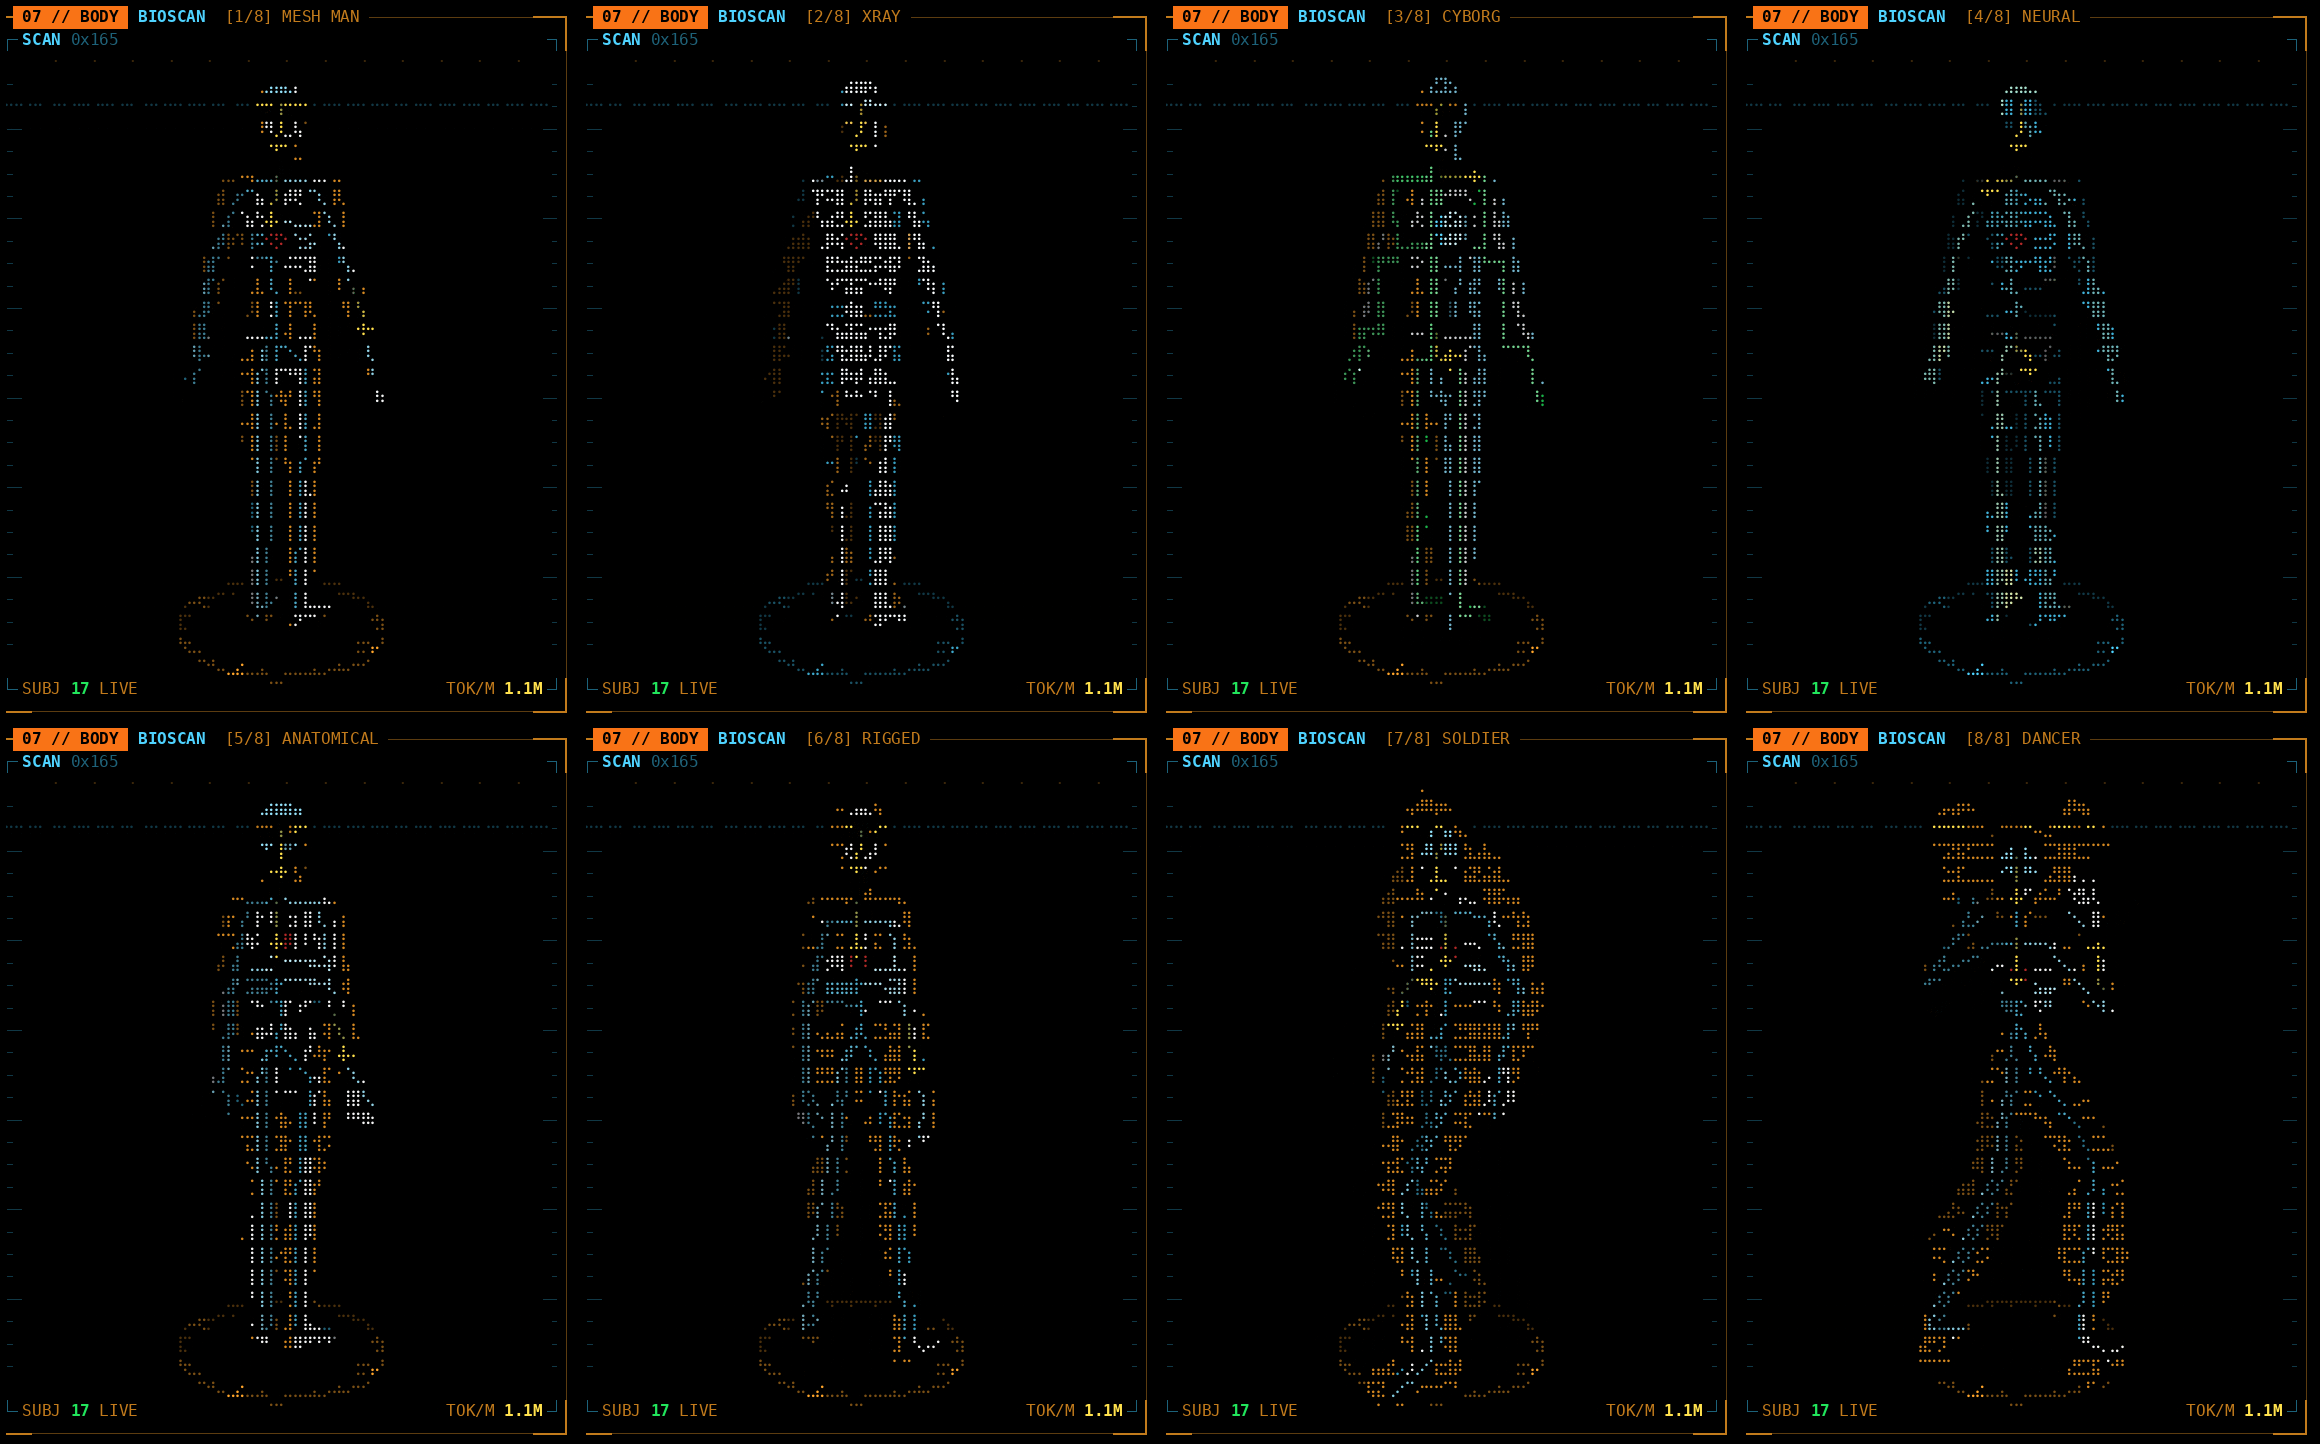 07 // BODY BIOSCAN [1/8] MESH MAN
SCAN 0x165
SUBJ 17 LIVE TOK/M 1.1M
07 // BODY BIOSCAN [2/8] XRAY
SCAN 0x165
SUBJ 17 LIVE TOK/M 1.1M
07 // BODY BIOSCAN [3/8] CYBORG
SCAN 0x165
SUBJ 17 LIVE TOK/M 1.1M
07 // BODY BIOSCAN [4/8] NEURAL
SCAN 0x165
SUBJ 17 LIVE TOK/M 1.1M
07 // BODY BIOSCAN [5/8] ANATOMICAL
SCAN 0x165
SUBJ 17 LIVE TOK/M 1.1M
07 // BODY BIOSCAN [6/8] RIGGED
SCAN 0x165
SUBJ 17 LIVE TOK/M 1.1M
07 // BODY BIOSCAN [7/8] SOLDIER
SCAN 0x165
SUBJ 17 LIVE TOK/M 1.1M
07 // BODY BIOSCAN [8/8] DANCER
SCAN 0x165
SUBJ 17 LIVE TOK/M 1.1M